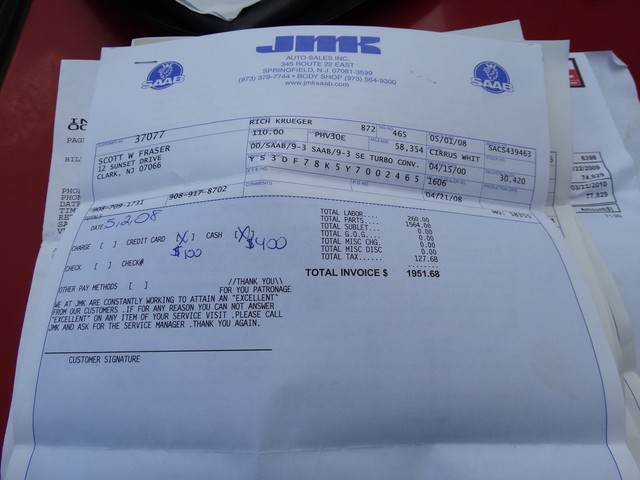 JMK
AUTO SALES INC.
345 ROUTE 22 EAST
SPRINGFIELD, N.J. 07081-3599
(973) 379-7744 • BODY SHOP (973) 564-9300
www.jmksaab.com
SAAB
SAAB
37077
RICH KRUEGER 872 465 05/01/08 SACS439463
110.00 PHV30E 58,354 CIRRUS WHIT
SCOTT W FRASER
12 SUNSET DRIVE
CLARK, NJ 07066
00/SAAB/9-3 SAAB/9-3 SE TURBO CONV. 04/15/00 30,420
Y S 3 D F 7 8 K 5 Y 7 0 0 2 4 6 5 1606
04/21/08
908-709-1731 908-917-8702
COMMENTS
DATE 5/2/08
CHARGE [ ] CREDIT CARD [X] CASH [X] $400
$100
CHECK [ ] CHECK#
OTHER PAY METHODS [ ]
//THANK YOU\\
FOR YOU PATRONAGE
WE AT JMK ARE CONSTANTLY WORKING TO ATTAIN AN "EXCELLENT"
FROM OUR CUSTOMERS .IF FOR ANY REASON YOU CAN NOT ANSWER
"EXCELLENT" ON ANY ITEM OF YOUR SERVICE VISIT .PLEASE CALL
JMK AND ASK FOR THE SERVICE MANAGER .THANK YOU AGAIN.
CUSTOMER SIGNATURE
TOTAL LABOR....
TOTAL PARTS.... 260.00
TOTAL SUBLET... 1564.00
TOTAL G.O.G.... 0.00
TOTAL MISC CHG. 0.00
TOTAL MISC DISC 0.00
TOTAL TAX...... 127.68
TOTAL INVOICE $ 1951.68